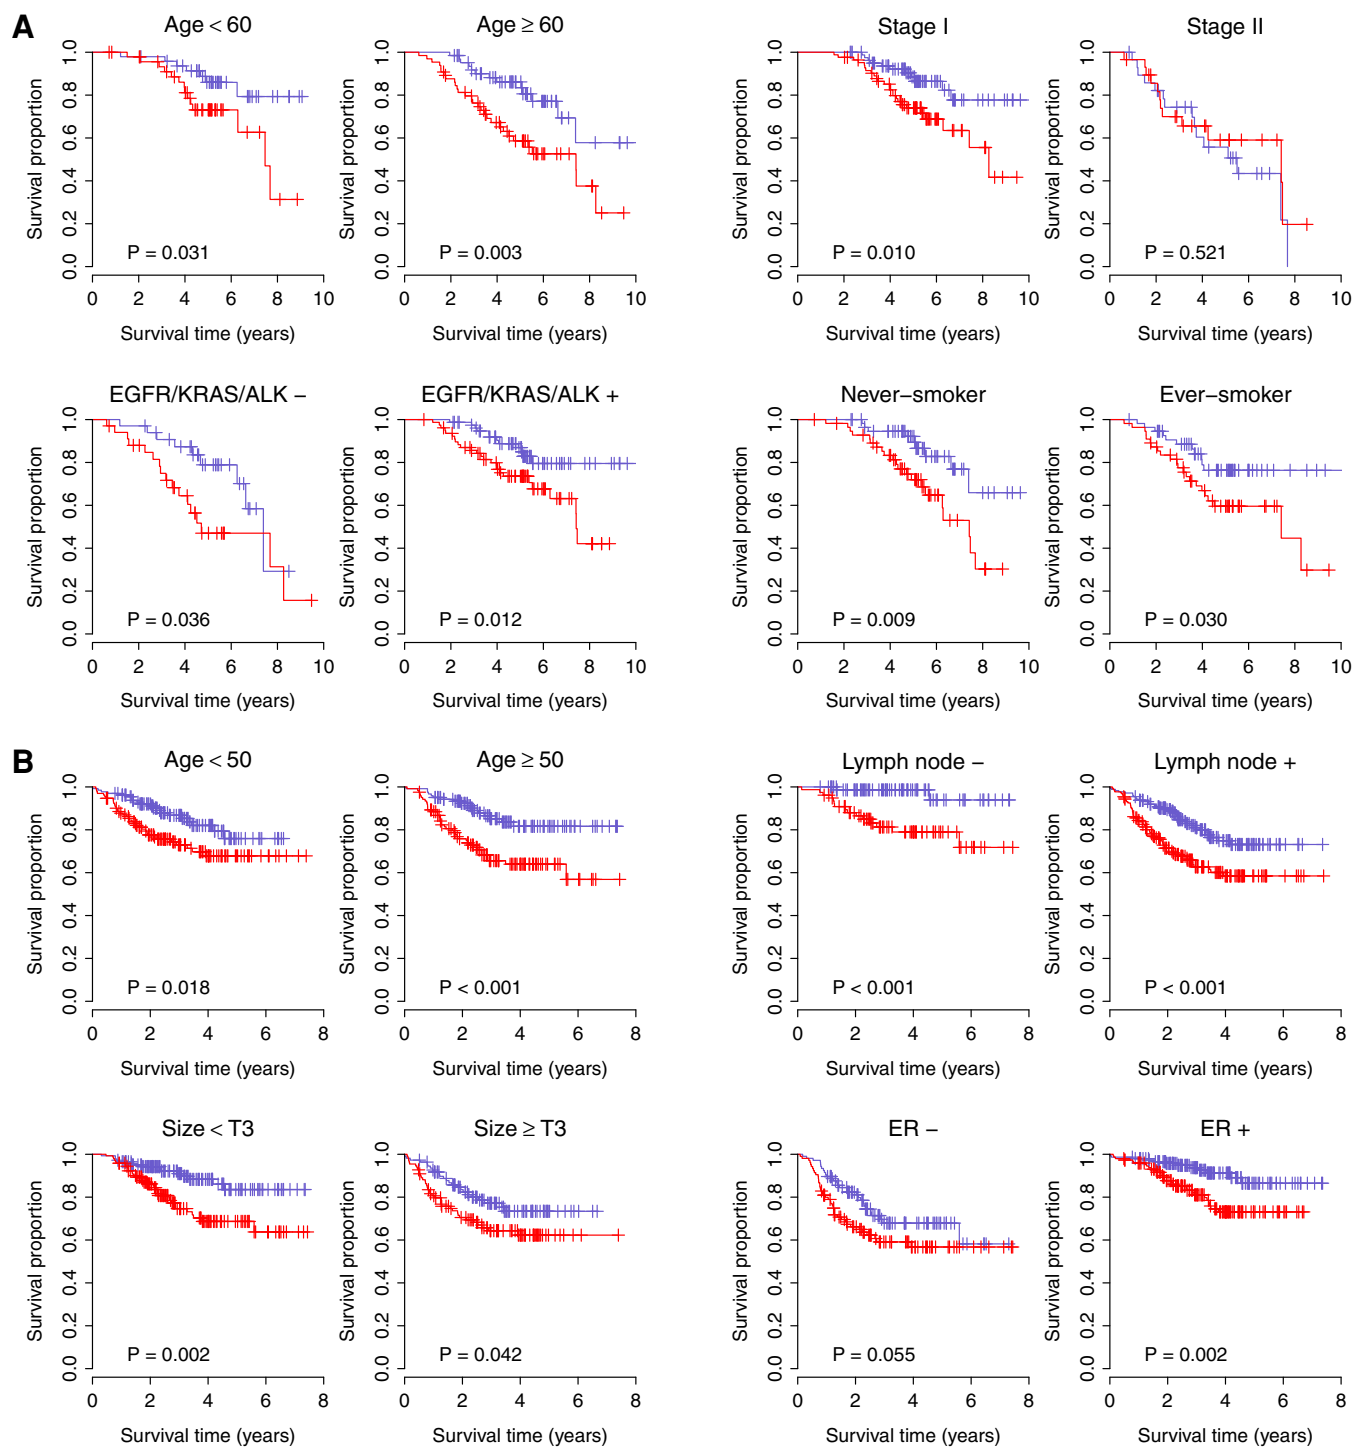 A
Age < 60
Survival proportion
1.0
0.8
0.6
0.4
0.2
0.0
P = 0.031
0 2 4 6 8 10
Survival time (years)
Age ≥ 60
Survival proportion
1.0
0.8
0.6
0.4
0.2
0.0
P = 0.003
0 2 4 6 8 10
Survival time (years)
Stage I
Survival proportion
1.0
0.8
0.6
0.4
0.2
0.0
P = 0.010
0 2 4 6 8 10
Survival time (years)
Stage II
Survival proportion
1.0
0.8
0.6
0.4
0.2
0.0
P = 0.521
0 2 4 6 8 10
Survival time (years)
EGFR/KRAS/ALK −
Survival proportion
1.0
0.8
0.6
0.4
0.2
0.0
P = 0.036
0 2 4 6 8 10
Survival time (years)
EGFR/KRAS/ALK +
Survival proportion
1.0
0.8
0.6
0.4
0.2
0.0
P = 0.012
0 2 4 6 8 10
Survival time (years)
Never−smoker
Survival proportion
1.0
0.8
0.6
0.4
0.2
0.0
P = 0.009
0 2 4 6 8 10
Survival time (years)
Ever−smoker
Survival proportion
1.0
0.8
0.6
0.4
0.2
0.0
P = 0.030
0 2 4 6 8 10
Survival time (years)
B
Age < 50
Survival proportion
1.0
0.8
0.6
0.4
0.2
0.0
P = 0.018
0 2 4 6 8
Survival time (years)
Age ≥ 50
Survival proportion
1.0
0.8
0.6
0.4
0.2
0.0
P < 0.001
0 2 4 6 8
Survival time (years)
Lymph node −
Survival proportion
1.0
0.8
0.6
0.4
0.2
0.0
P < 0.001
0 2 4 6 8
Survival time (years)
Lymph node +
Survival proportion
1.0
0.8
0.6
0.4
0.2
0.0
P < 0.001
0 2 4 6 8
Survival time (years)
Size < T3
Survival proportion
1.0
0.8
0.6
0.4
0.2
0.0
P = 0.002
0 2 4 6 8
Survival time (years)
Size ≥ T3
Survival proportion
1.0
0.8
0.6
0.4
0.2
0.0
P = 0.042
0 2 4 6 8
Survival time (years)
ER −
Survival proportion
1.0
0.8
0.6
0.4
0.2
0.0
P = 0.055
0 2 4 6 8
Survival time (years)
ER +
Survival proportion
1.0
0.8
0.6
0.4
0.2
0.0
P = 0.002
0 2 4 6 8
Survival time (years)